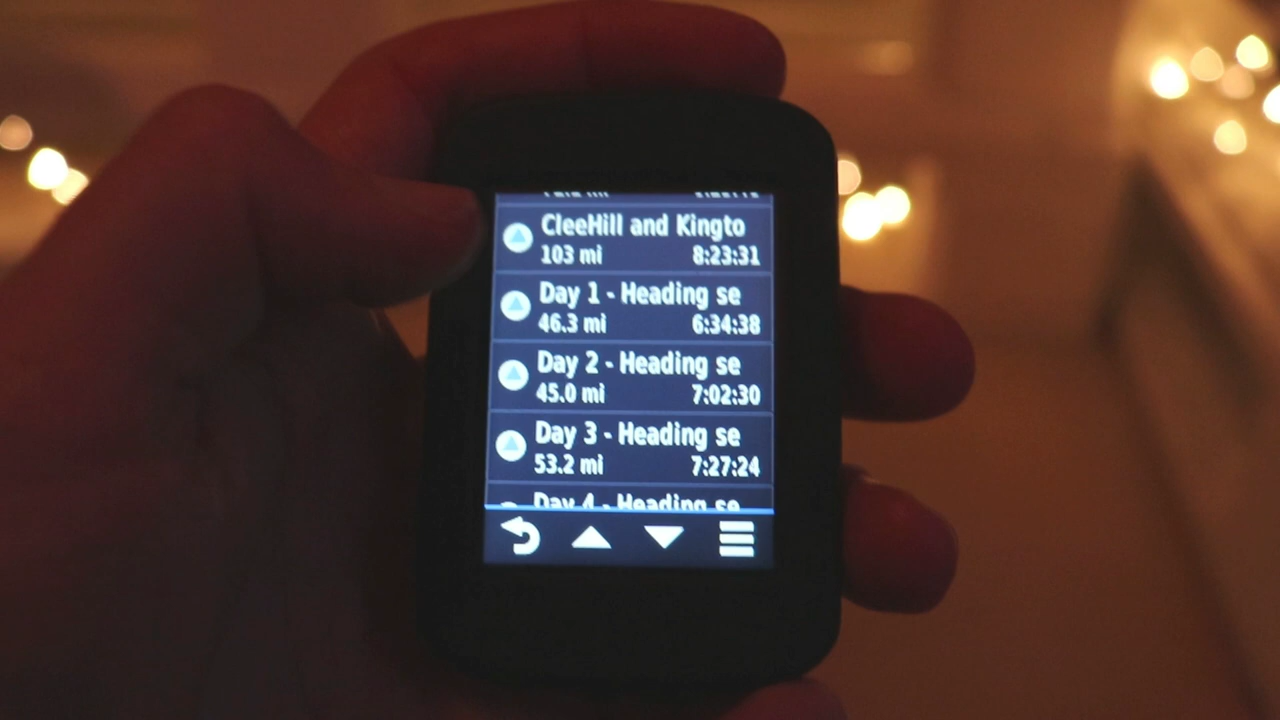 CleeHill and Kingto
103 mi 8:23:31
Day 1 - Heading se
46.3 mi 6:34:38
Day 2 - Heading se
45.0 mi 7:02:30
Day 3 - Heading se
53.2 mi 7:27:24
Day 4 - Heading se